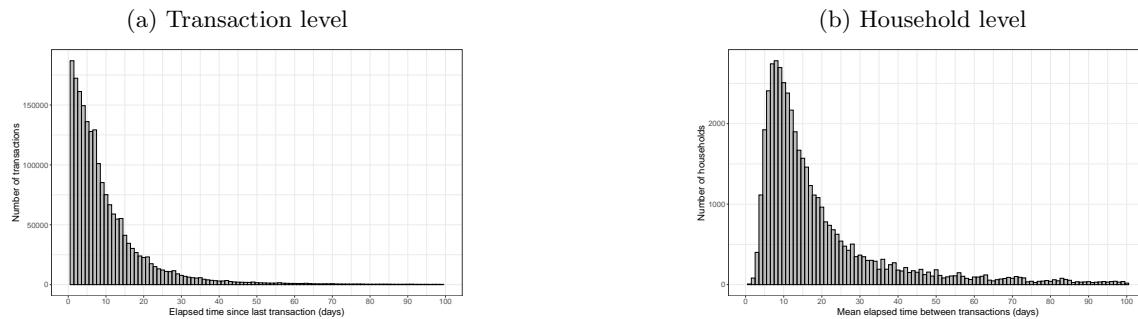 (a) Transaction level
(b) Household level
Number of transactions
150000
100000
50000
0
0 10 20 30 40 50 60 70 80 90 100
Elapsed time since last transaction (days)
Number of households
2000
1000
0
0 10 20 30 40 50 60 70 80 90 100
Mean elapsed time between transactions (days)